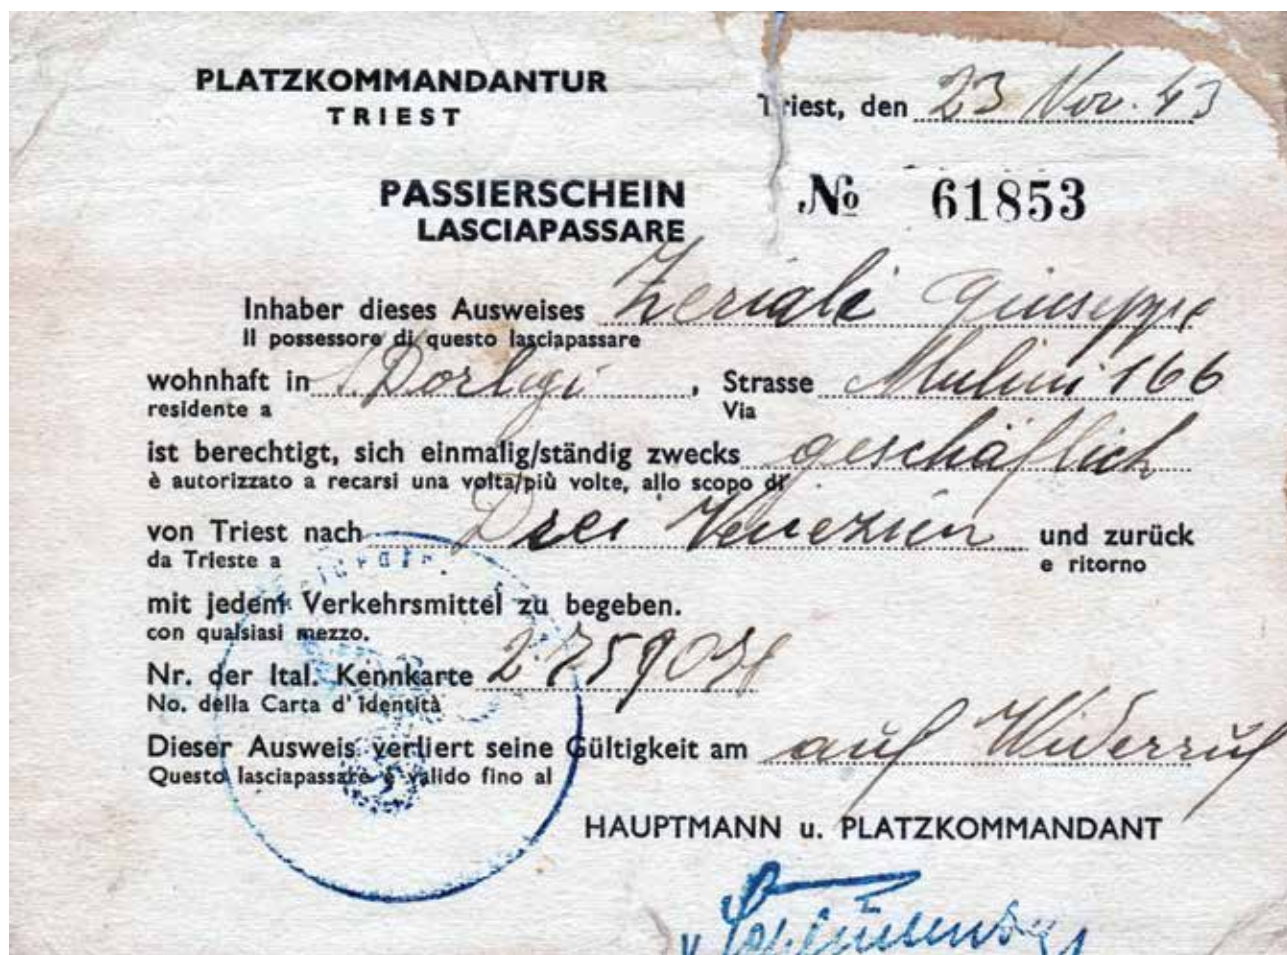 PLATZKOMMANDANTUR
TRIEST
Triest, den 23 Nov. 43
PASSIERSCHEIN № 61853
LASCIAPASSARE
Inhaber dieses Ausweises Zeriali Giuseppe
Il possessore di questo lasciapassare
wohnhaft in S. Dorligo, Strasse Mulini 166
residente a Via
ist berechtigt, sich einmalig/ständig zwecks geschäftlich
è autorizzato a recarsi una volta/più volte, allo scopo di
von Triest nach Drei Venezien und zurück
da Trieste a e ritorno
mit jedem Verkehrsmittel zu begeben.
con qualsiasi mezzo.
Nr. der Ital. Kennkarte
No. della Carta d'identità
Dieser Ausweis verliert seine Gültigkeit am auf Widerruf
Questo lasciapassare è valido fino al
HAUPTMANN u. PLATZKOMMANDANT